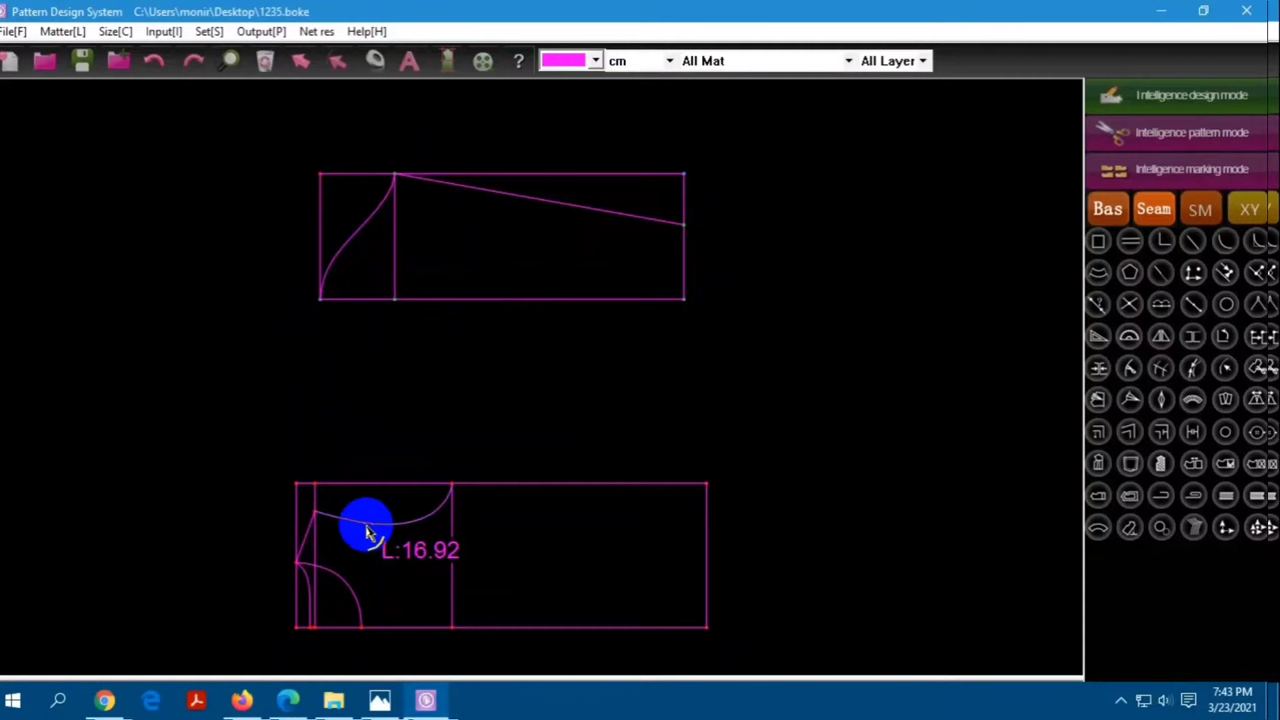 Pattern Design System C:\Users\monir\Desktop\1235.boke
File[F] Matter[L] Size[C] Input[I] Set[S] Output[P] Net res Help[H]
cm All Mat All Layer
Intelligence design mode
Intelligence pattern mode
Intelligence marking mode
Bas Seam SM XY
L:16.92
7:43 PM
3/23/2021